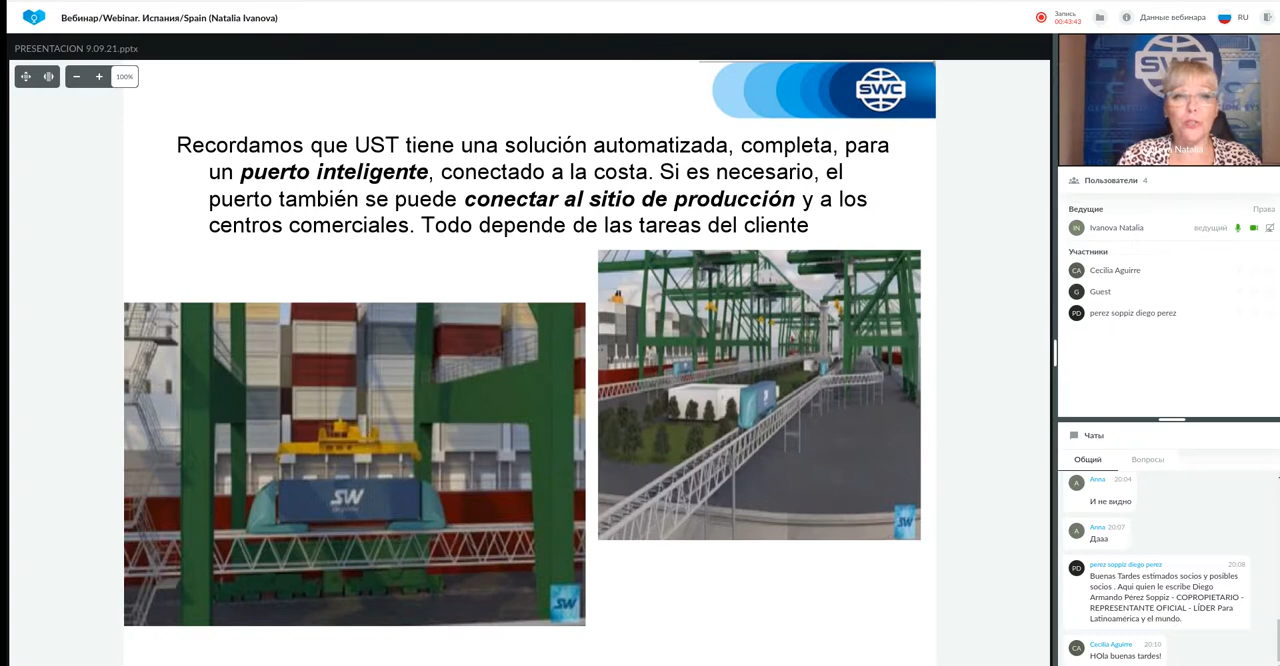 Вебинар/Webinar. Испания/Spain (Natalia Ivanova)
Запись
00:43:43
Данные вебинара
RU
PRESENTACION 9.09.21.pptx
100%
SWC
Recordamos que UST tiene una solución automatizada, completa, para
un puerto inteligente, conectado a la costa. Si es necesario, el
puerto también se puede conectar al sitio de producción y a los
centros comerciales. Todo depende de las tareas del cliente
SW
SW
SW
SW
SWC
Natalia
Пользователи 4
Ведущие
Права
IN
Ivanova Natalia
ведущий
Участники
CA
Cecilia Aguirre
G
Guest
PD
perez soppiz diego perez
Чаты
Общий
Вопросы
A
Anna 20:04
И не видно
A
Anna 20:07
Дааа
PD
perez soppiz diego perez 20:08
Buenas Tardes estimados socios y posibles
socios . Aqui quien le escribe Diego
Armando Pérez Soppiz - COPROPIETARIO -
REPRESENTANTE OFICIAL - LÍDER Para
Latinoamérica y el mundo.
CA
Cecilia Aguirre 20:10
HOla buenas tardes!